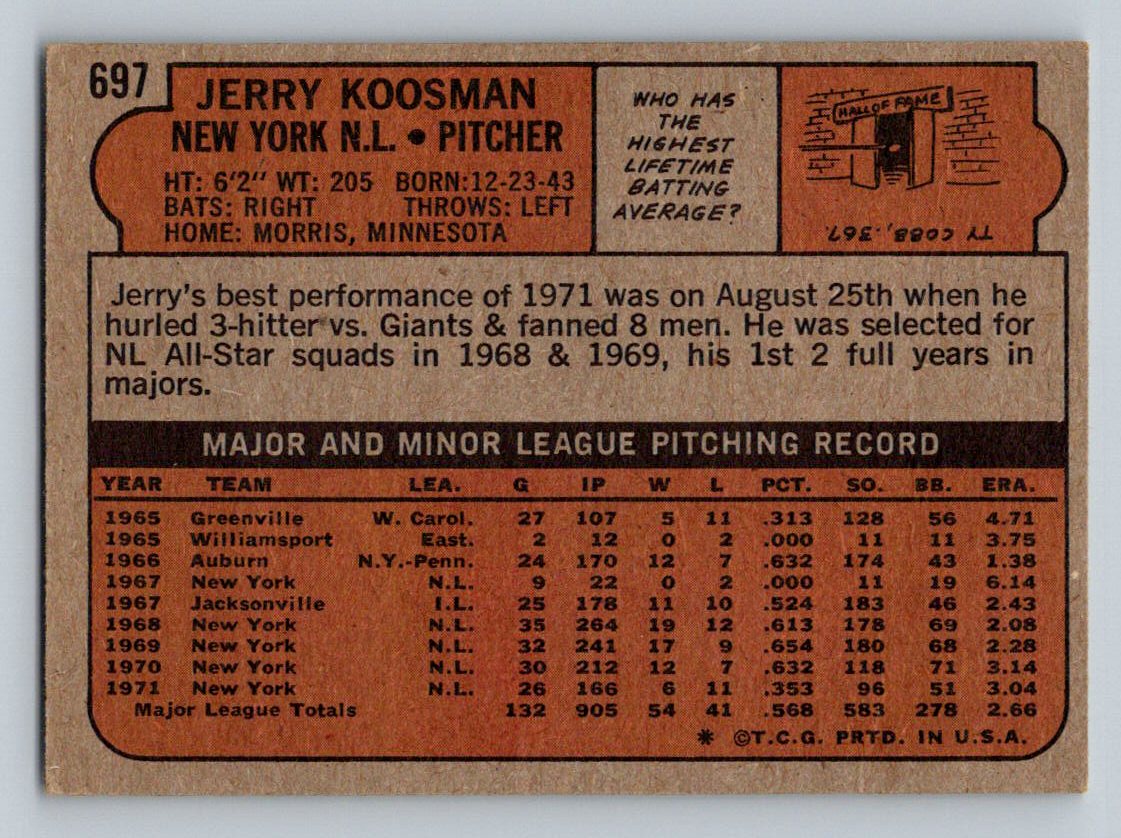 697
JERRY KOOSMAN
NEW YORK N.L. • PITCHER
HT: 6'2" WT: 205 BORN:12-23-43
BATS: RIGHT THROWS: LEFT
HOME: MORRIS, MINNESOTA
WHO HAS
THE
HIGHEST
LIFETIME
BATTING
AVERAGE?
HALL OF FAME
TY COBB, .367.
Jerry's best performance of 1971 was on August 25th when he
hurled 3-hitter vs. Giants & fanned 8 men. He was selected for
NL All-Star squads in 1968 & 1969, his 1st 2 full years in
majors.
MAJOR AND MINOR LEAGUE PITCHING RECORD
YEAR TEAM LEA. G IP W L PCT. SO. BB. ERA.
1965 Greenville W. Carol. 27 107 5 11 .313 128 56 4.71
1965 Williamsport East. 2 12 0 2 .000 11 11 3.75
1966 Auburn N.Y.-Penn. 24 170 12 7 .632 174 43 1.38
1967 New York N.L. 9 22 0 2 .000 11 19 6.14
1967 Jacksonville I.L. 25 178 11 10 .524 183 46 2.43
1968 New York N.L. 35 264 19 12 .613 178 69 2.08
1969 New York N.L. 32 241 17 9 .654 180 68 2.28
1970 New York N.L. 30 212 12 7 .632 118 71 3.14
1971 New York N.L. 26 166 6 11 .353 96 51 3.04
Major League Totals 132 905 54 41 .568 583 278 2.66
* ©T.C.G. PRTD. IN U.S.A.